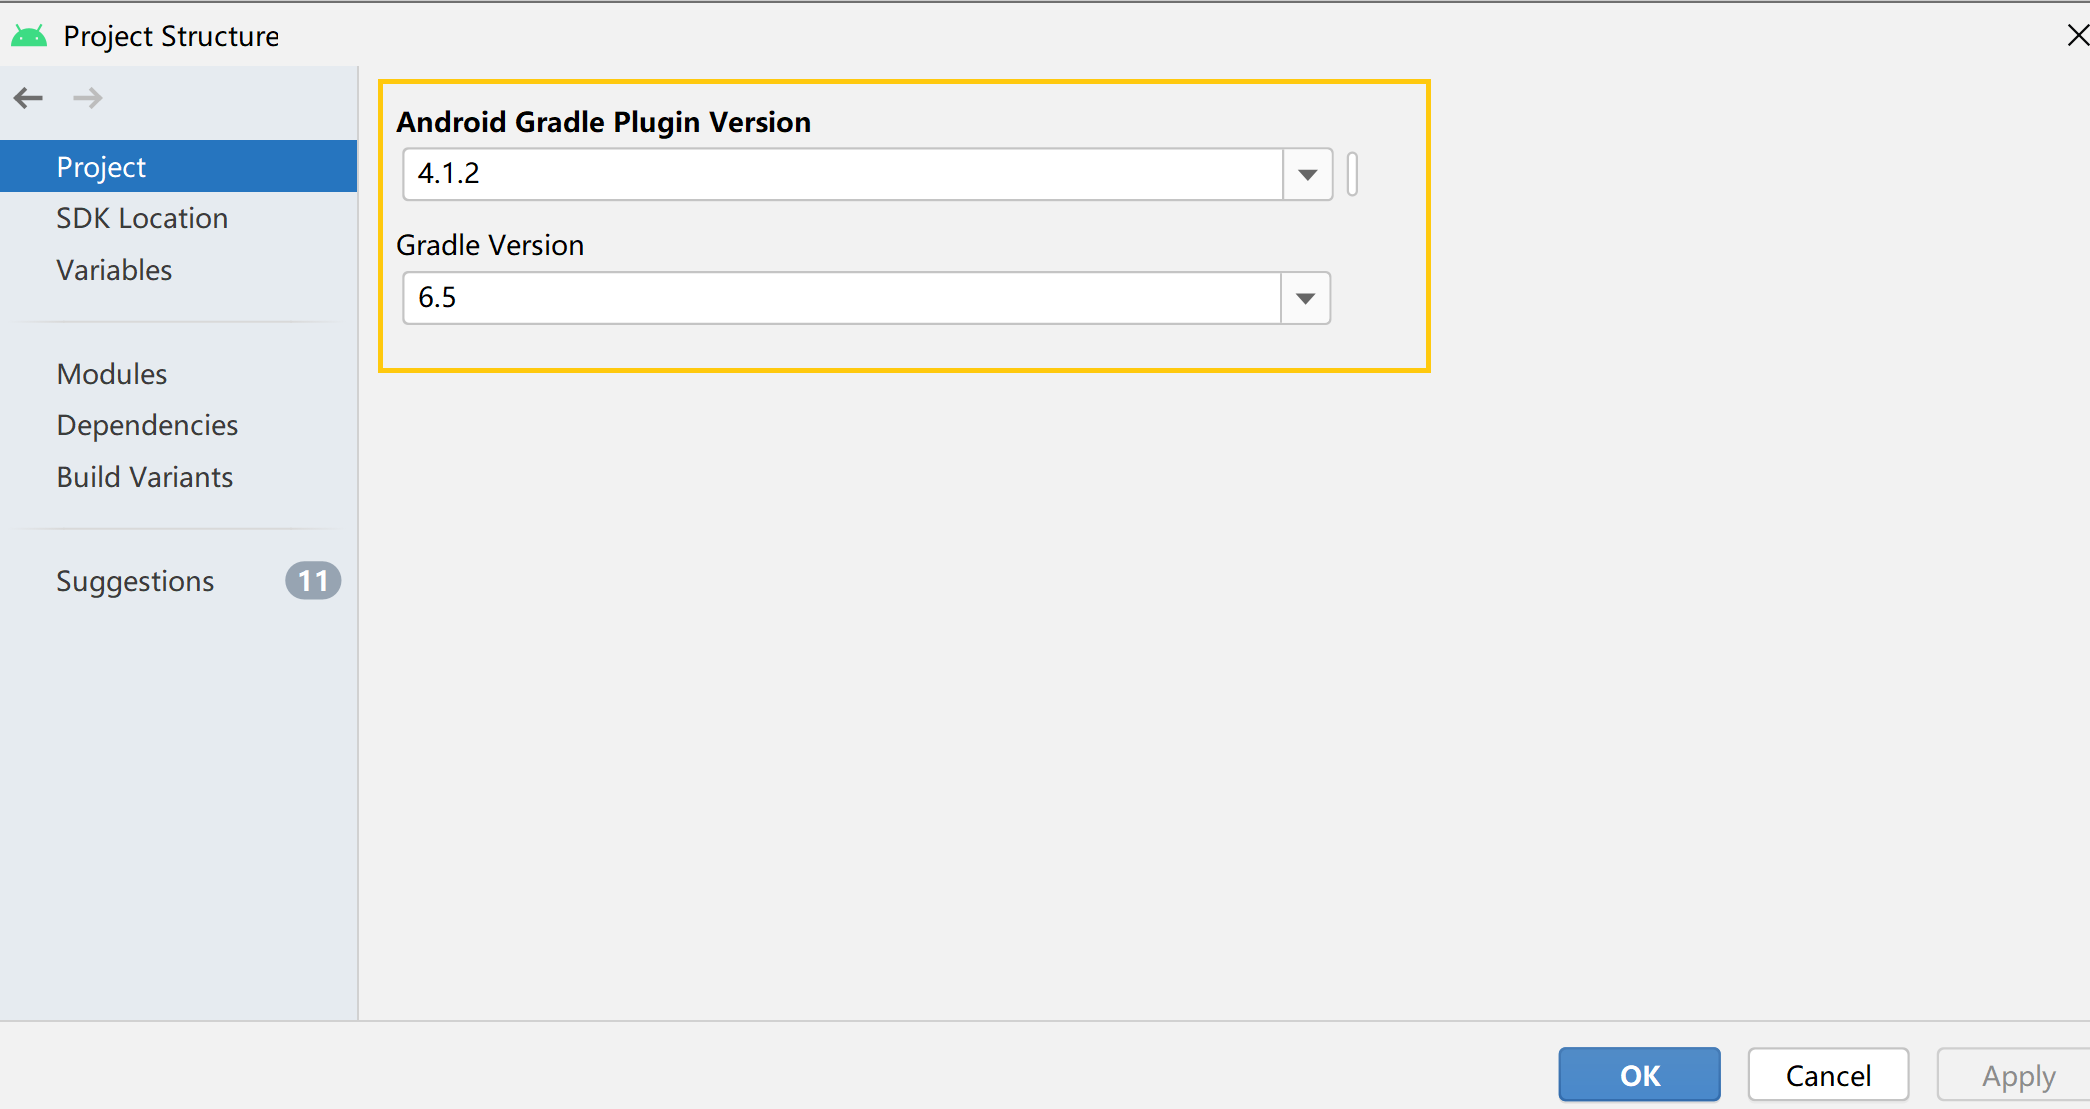 Project Structure
Project
SDK Location
Variables
Modules
Dependencies
Build Variants
Suggestions 11
Android Gradle Plugin Version
4.1.2
Gradle Version
6.5
OK
Cancel
Apply